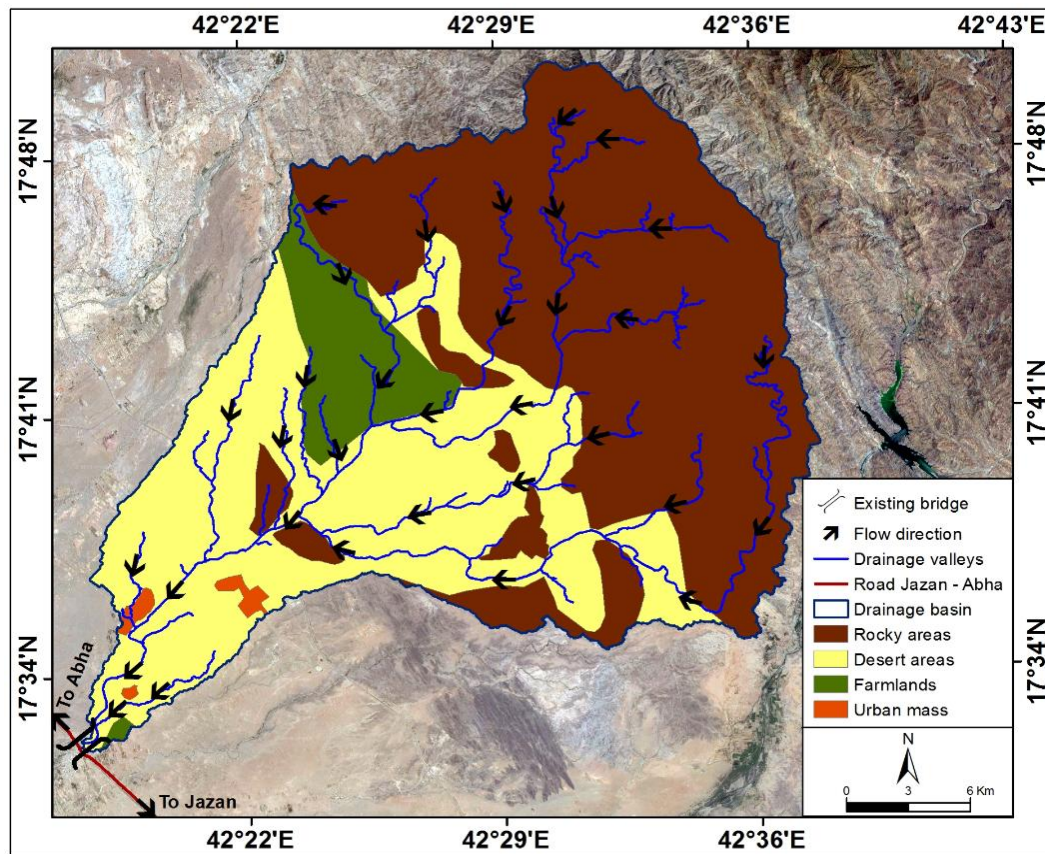 42°22'E
42°29'E
42°36'E
42°43'E
17°48'N
17°48'N
17°41'N
17°41'N
17°34'N
17°34'N
To Abha
To Jazan
Existing bridge
Flow direction
Drainage valleys
Road Jazan - Abha
Drainage basin
Rocky areas
Desert areas
Farmlands
Urban mass
N
0 3 6 Km
42°22'E
42°29'E
42°36'E